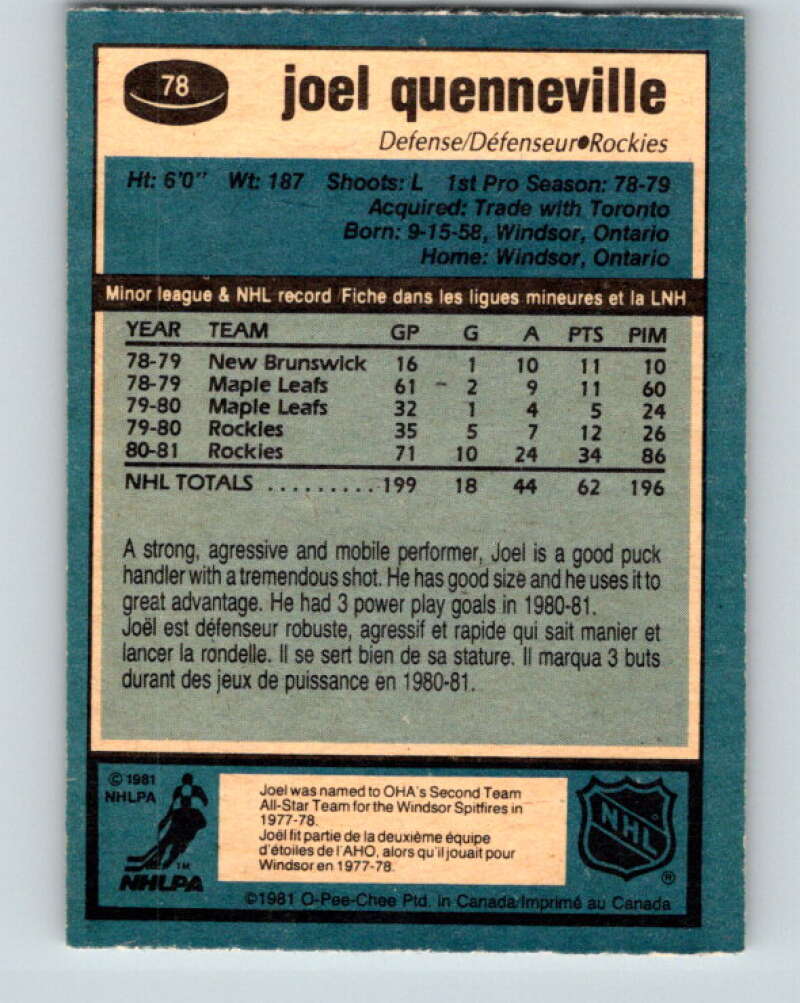 78
joel quenneville
Defense/Défenseur●Rockies
Ht: 6'0" Wt: 187 Shoots: L 1st Pro Season: 78-79
Acquired: Trade with Toronto
Born: 9-15-58, Windsor, Ontario
Home: Windsor, Ontario
Minor league & NHL record/Fiche dans les ligues mineures et la LNH
YEAR TEAM GP G A PTS PIM
78-79 New Brunswick 16 1 10 11 10
78-79 Maple Leafs 61 2 9 11 60
79-80 Maple Leafs 32 1 4 5 24
79-80 Rockies 35 5 7 12 26
80-81 Rockies 71 10 24 34 86
NHL TOTALS .......... 199 18 44 62 196
A strong, agressive and mobile performer, Joel is a good puck
handler with a tremendous shot. He has good size and he uses it to
great advantage. He had 3 power play goals in 1980-81.
Joël est défenseur robuste, agressif et rapide qui sait manier et
lancer la rondelle. Il se sert bien de sa stature. Il marqua 3 buts
durant des jeux de puissance en 1980-81.
© 1981
NHLPA
TM
NHLPA
Joel was named to OHA's Second Team
All-Star Team for the Windsor Spitfires in
1977-78.
Joël fit partie de la deuxième équipe
d'étoiles de l'AHO, alors qu'il jouait pour
Windsor en 1977-78.
NHL
®
©1981 O-Pee-Chee Ptd. in Canada/Imprimé au Canada